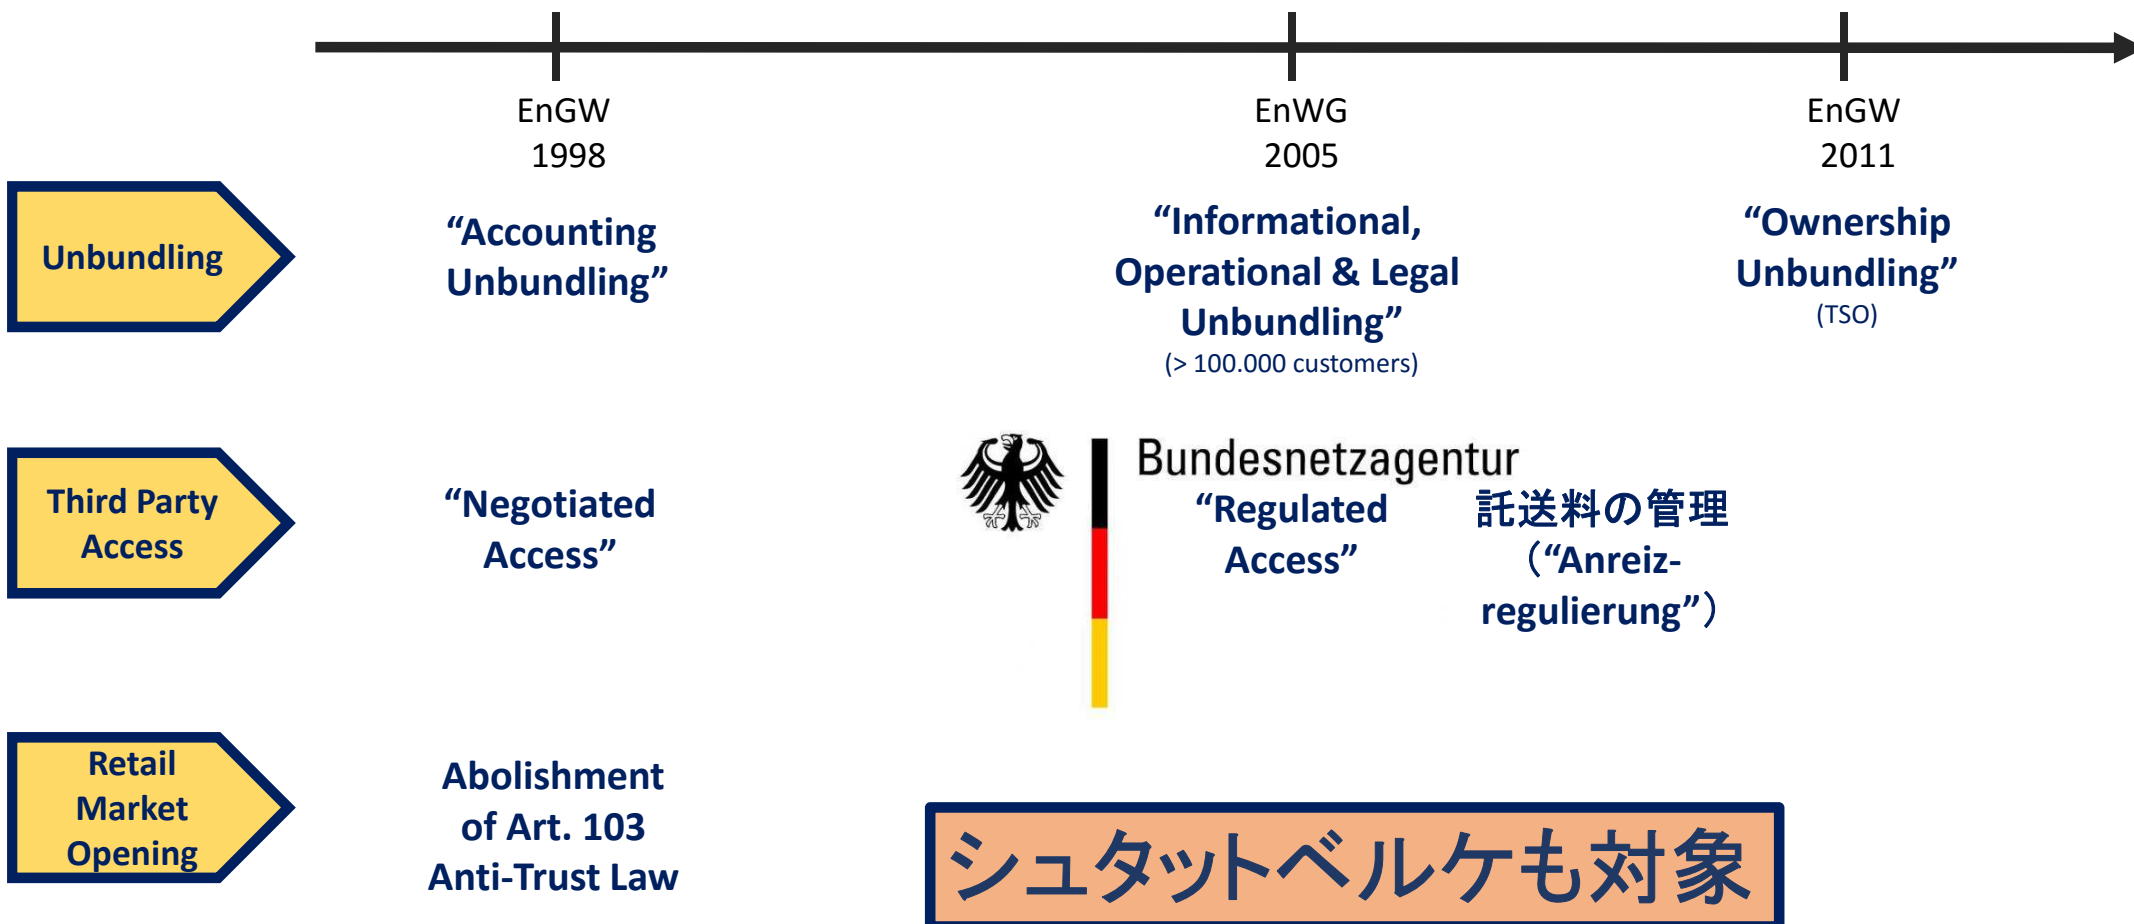 EnGW
1998
EnWG
2005
EnGW
2011
Unbundling
“Accounting
Unbundling”
“Informational,
Operational & Legal
Unbundling”
(> 100.000 customers)
“Ownership
Unbundling”
(TSO)
Third Party
Access
“Negotiated
Access”
Bundesnetzagentur
“Regulated
Access”
託送料の管理
（“Anreiz-
regulierung”）
Retail
Market
Opening
Abolishment
of Art. 103
Anti-Trust Law
シュタットベルケも対象